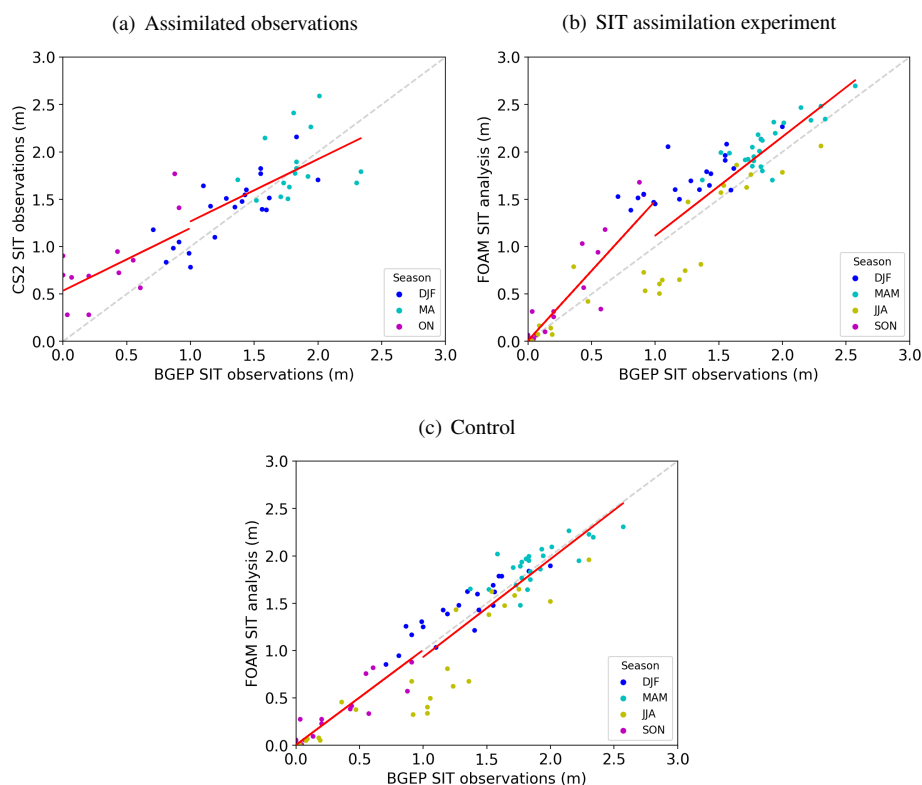 (a) Assimilated observations
3.0
2.5
2.0
1.5
1.0
0.5
0.0
CS2 SIT observations (m)
Season
DJF
MA
ON
0.0 0.5 1.0 1.5 2.0 2.5 3.0
BGEP SIT observations (m)
(b) SIT assimilation experiment
3.0
2.5
2.0
1.5
1.0
0.5
0.0
FOAM SIT analysis (m)
Season
DJF
MAM
JJA
SON
0.0 0.5 1.0 1.5 2.0 2.5 3.0
BGEP SIT observations (m)
(c) Control
3.0
2.5
2.0
1.5
1.0
0.5
0.0
FOAM SIT analysis (m)
Season
DJF
MAM
JJA
SON
0.0 0.5 1.0 1.5 2.0 2.5 3.0
BGEP SIT observations (m)